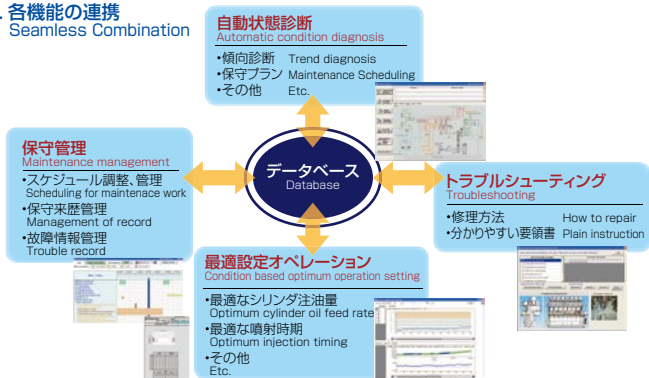 . 各機能の連携
Seamless Combination
自動状態診断
Automatic condition diagnosis
•傾向診断 Trend diagnosis
•保守プラン Maintenance Scheduling
•その他 Etc.
保守管理
Maintenance management
•スケジュール調整、管理
Scheduling for maintenace work
•保守来歴管理
Management of record
•故障情報管理
Trouble record
データベース
Database
トラブルシューティング
Troubleshooting
•修理方法 How to repair
•分かりやすい要領書 Plain instruction
最適設定オペレーション
Condition based optimum operation setting
•最適なシリンダ注油量
Optimum cylinder oil feed rate
•最適な噴射時期
Optimum injection timing
•その他
Etc.